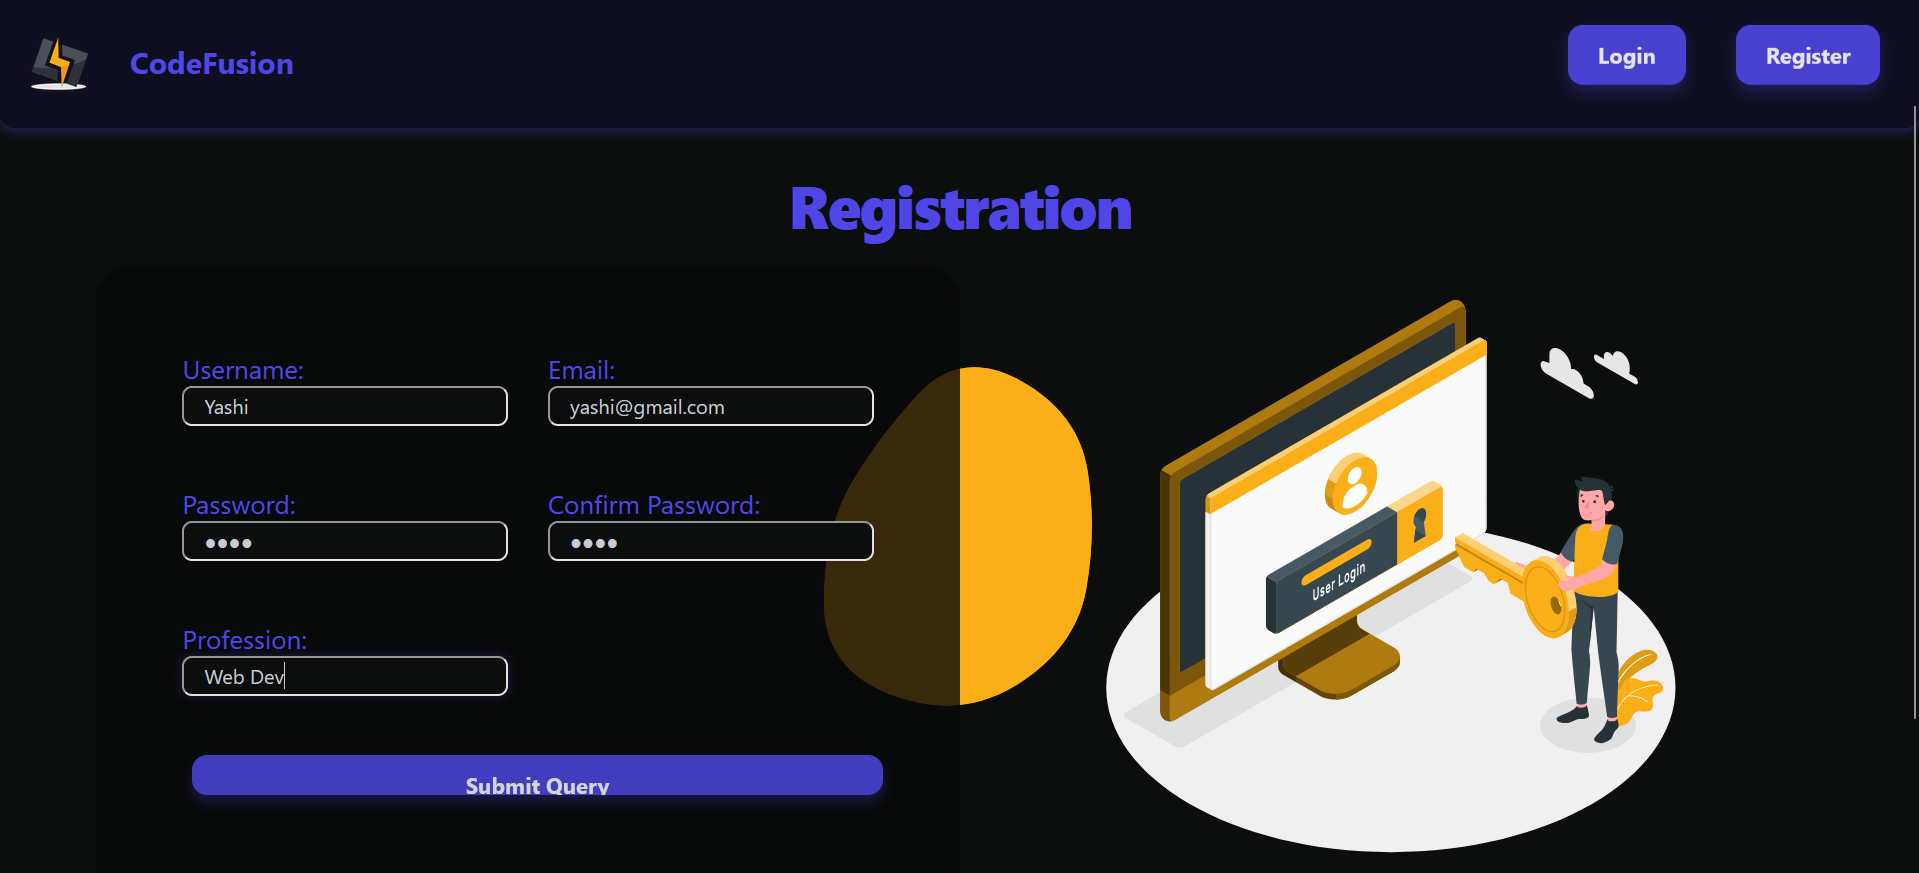 CodeFusion
Login
Register
Registration
Username:
Email:
Yashi
yashi@gmail.com
Password:
Confirm Password:
●●●●
●●●●
Profession:
Web Dev
Submit Query
User Login